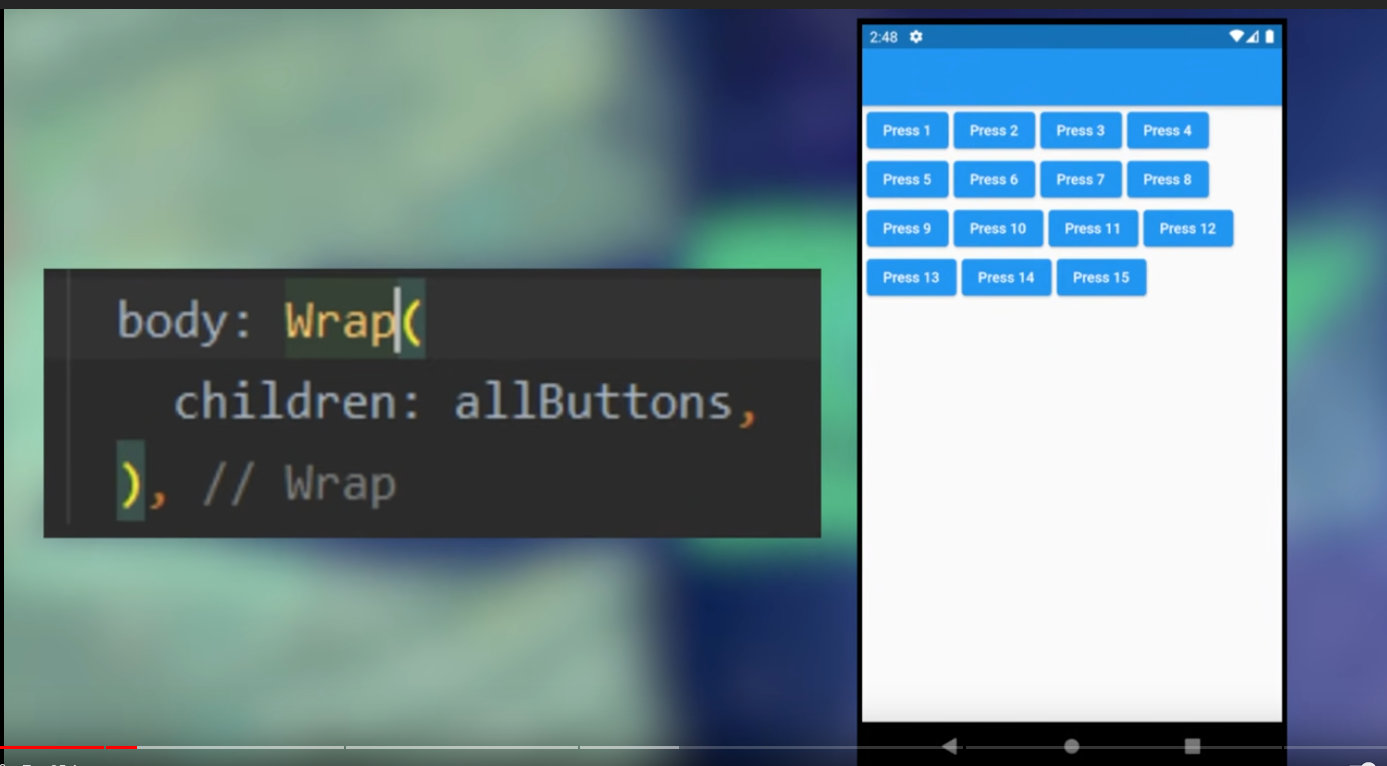 2:48
body: Wrap(
children: allButtons,
), // Wrap
Press 1 Press 2 Press 3 Press 4
Press 5 Press 6 Press 7 Press 8
Press 9 Press 10 Press 11 Press 12
Press 13 Press 14 Press 15